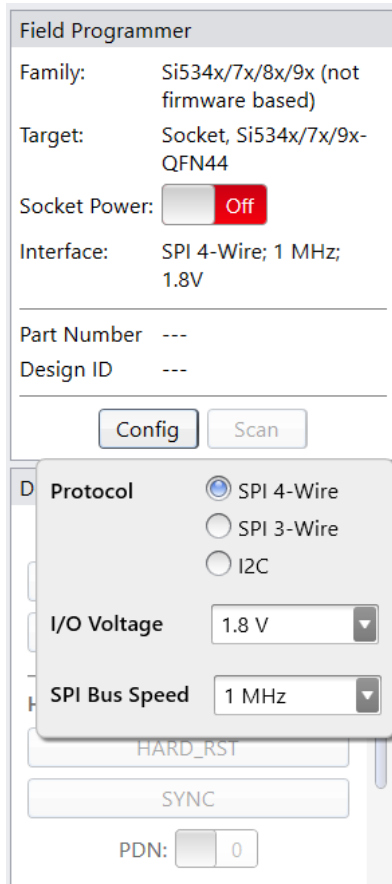 Field Programmer
Family: Si534x/7x/8x/9x (not
firmware based)
Target: Socket, Si534x/7x/9x-
QFN44
Socket Power: Off
Interface: SPI 4-Wire; 1 MHz;
1.8V
Part Number ---
Design ID ---
Config Scan
D
Protocol SPI 4-Wire
SPI 3-Wire
I2C
I/O Voltage 1.8 V
SPI Bus Speed 1 MHz
HARD_RST
SYNC
PDN: 0